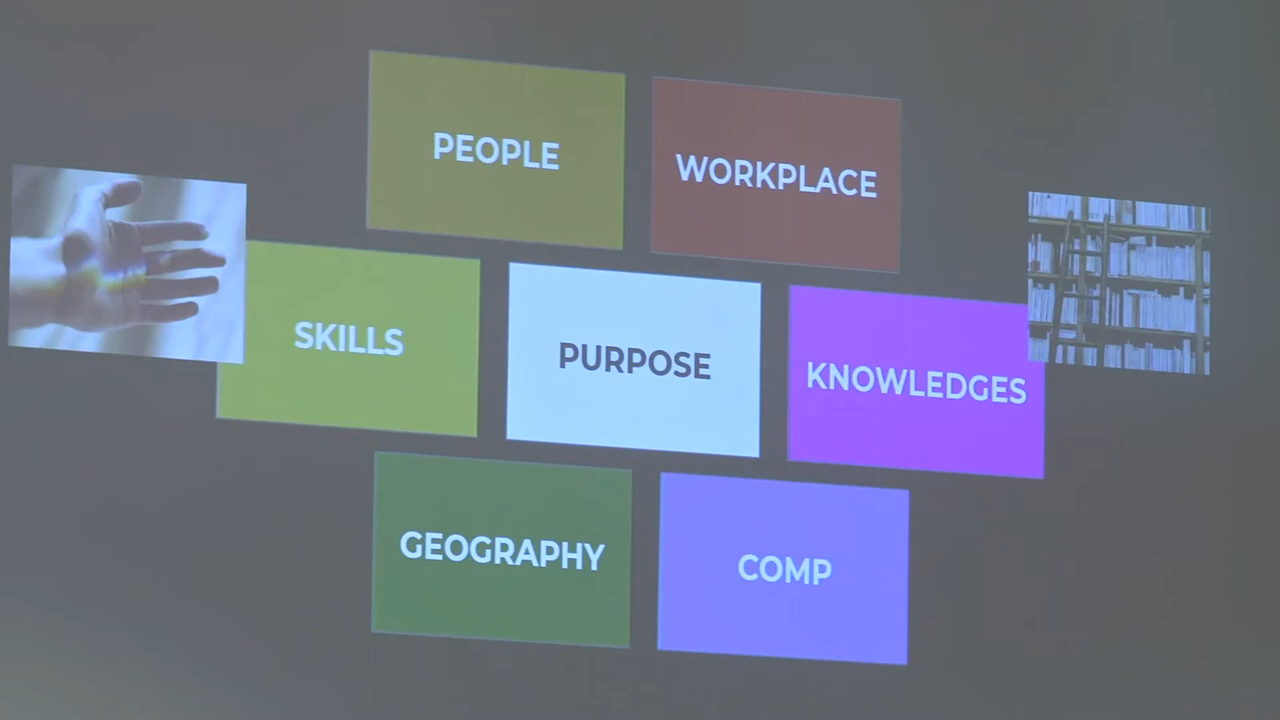 PEOPLE
WORKPLACE
SKILLS
PURPOSE
KNOWLEDGES
GEOGRAPHY
COMP